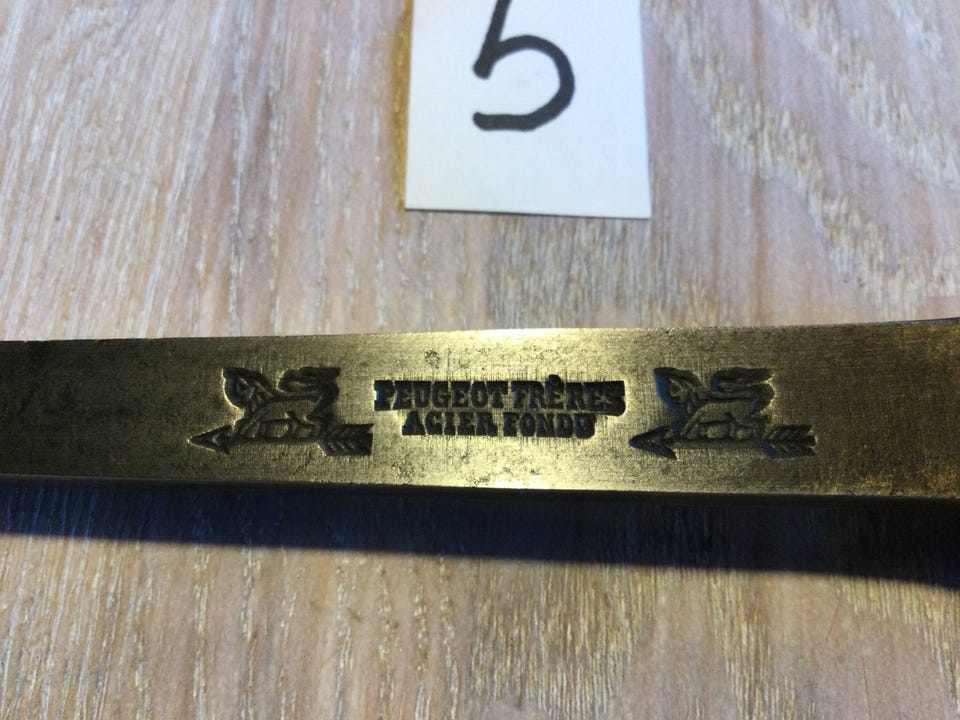 5
PEUGEOT FRÈRES
ACIER FONDU